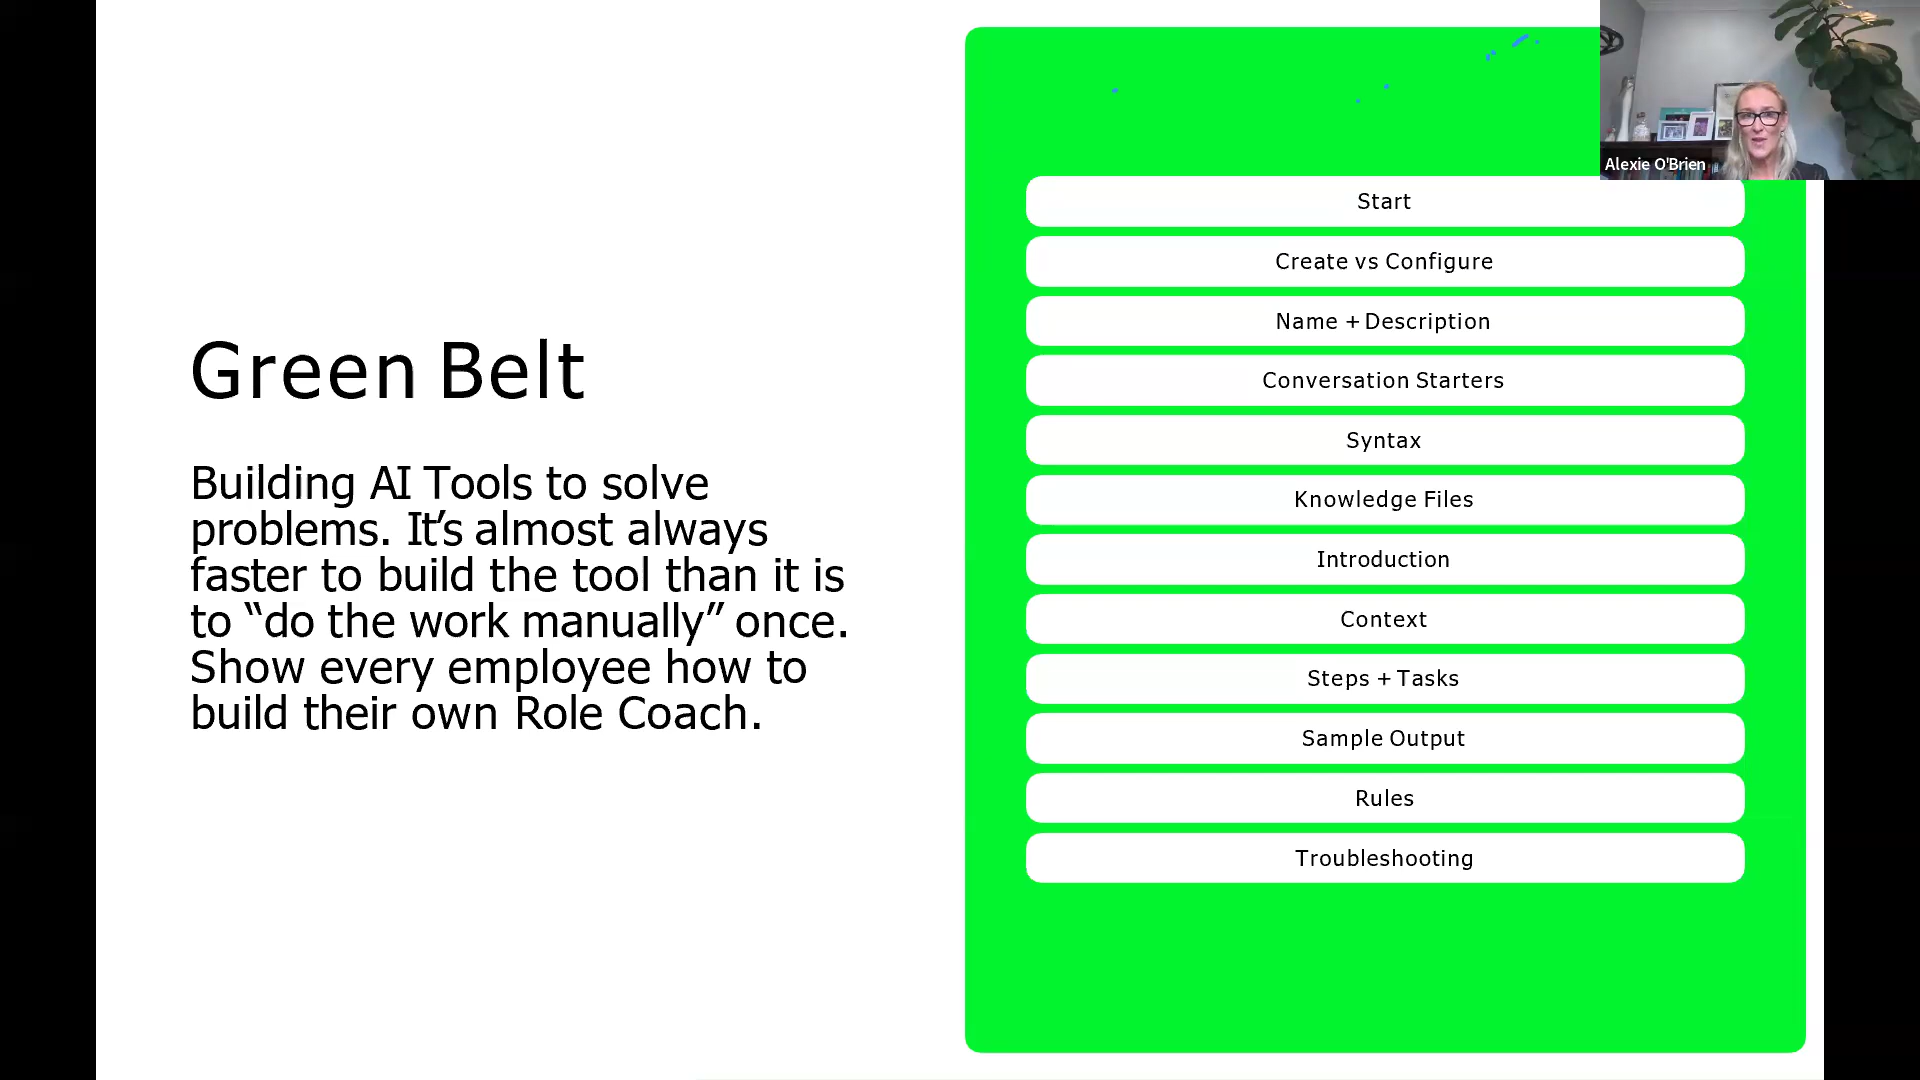 Green Belt
Building AI Tools to solve
problems. It’s almost always
faster to build the tool than it is
to “do the work manually” once.
Show every employee how to
build their own Role Coach.
Start
Create vs Configure
Name + Description
Conversation Starters
Syntax
Knowledge Files
Introduction
Context
Steps + Tasks
Sample Output
Rules
Troubleshooting
Alexie O'Brien